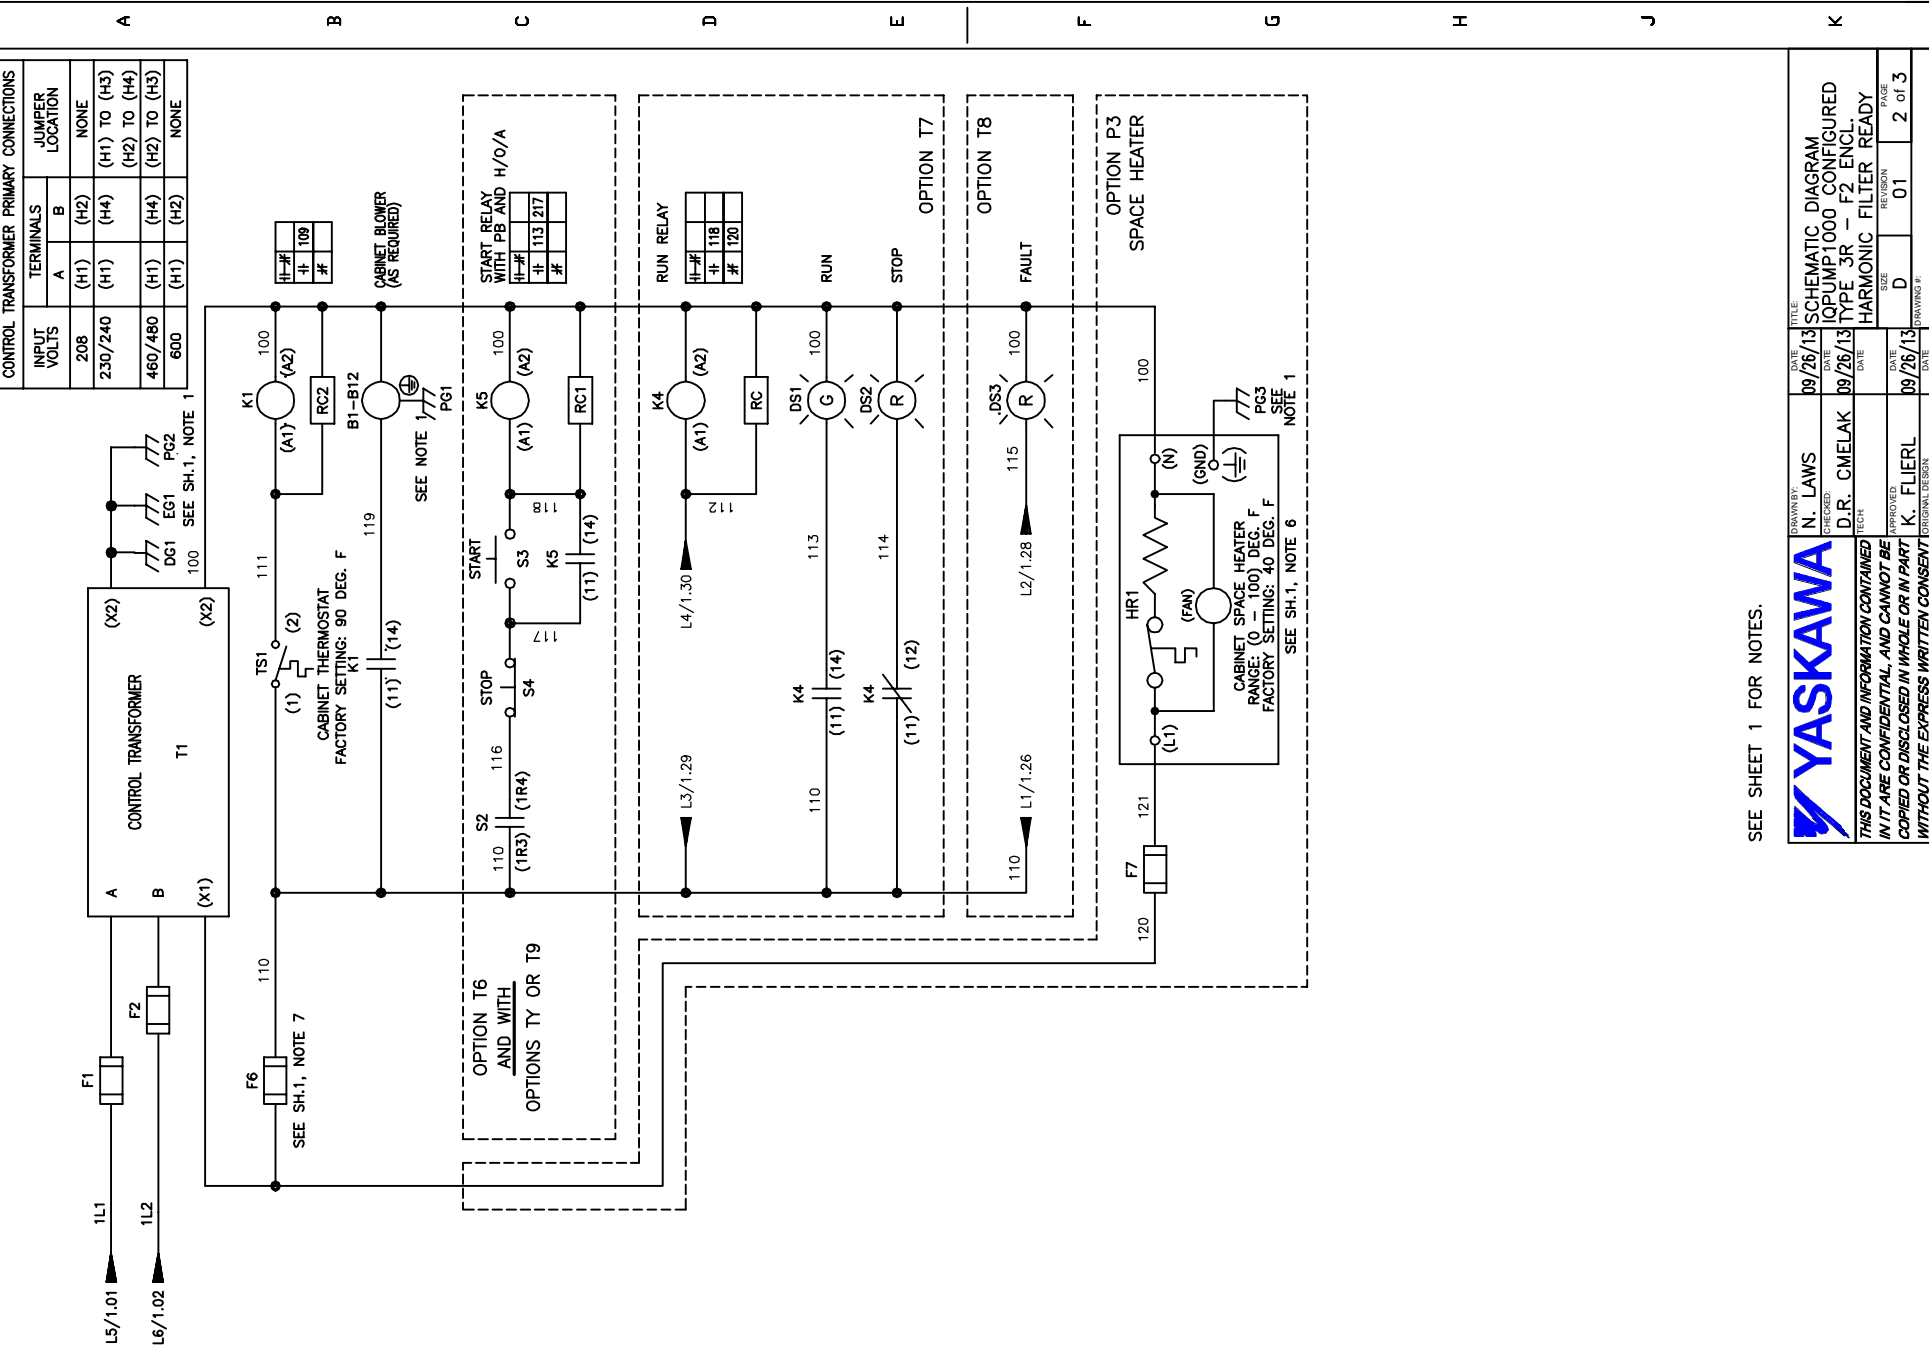 A
B
C
D
E
F
G
H
J
K
CONTROL TRANSFORMER PRIMARY CONNECTIONS
INPUT VOLTS
TERMINALS
JUMPER LOCATION
A
B
208
(H1)
(H2)
NONE
230/240
(H1)
(H4)
(H1) TO (H3)
(H2) TO (H4)
460/480
(H1)
(H4)
(H2) TO (H3)
600
(H1)
(H2)
NONE
L5/1.01
1L1
F1
A
L6/1.02
1L2
F2
B
CONTROL TRANSFORMER
T1
(X1)
(X2)
(X2)
DG1
EG1
PG2
SEE SH.1, NOTE 1
100
F6
SEE SH.1, NOTE 7
110
(1)
TS1
(2)
CABINET THERMOSTAT
FACTORY SETTING: 90 DEG. F
111
(A1)
K1
(A2)
100
RC2
109
K1
(11)
(14)
119
B1-B12
PG1
SEE NOTE 1
CABINET BLOWER
(AS REQUIRED)
OPTION T6
AND WITH
OPTIONS TY OR T9
110
S2
(1R3)
(1R4)
116
STOP
S4
117
START
S3
K5
(11)
(14)
118
(A1)
K5
(A2)
100
RC1
START RELAY
WITH PB AND H/O/A
113
217
L3/1.29
L4/1.30
112
(A1)
K4
(A2)
RC
RUN RELAY
118
120
OPTION T7
110
K4
(11)
(14)
113
DS1
G
100
RUN
K4
(11)
(12)
114
DS2
R
STOP
110
L1/1.26
L2/1.28
115
DS3
R
100
FAULT
OPTION T8
OPTION P3
SPACE HEATER
120
F7
121
(L1)
HR1
(FAN)
(N)
(GND)
100
PG3
SEE
NOTE 1
CABINET SPACE HEATER
RANGE: (0 - 100) DEG. F
FACTORY SETTING: 40 DEG. F
SEE SH.1, NOTE 6
SEE SHEET 1 FOR NOTES.
YASKAWA
THIS DOCUMENT AND INFORMATION CONTAINED
IN IT ARE CONFIDENTIAL, AND CANNOT BE
COPIED OR DISCLOSED IN WHOLE OR IN PART
WITHOUT THE EXPRESS WRITTEN CONSENT
DRAWN BY:
N. LAWS
DATE
09/26/13
CHECKED:
D.R. CMELAK
DATE
09/26/13
TECH:
DATE
APPROVED:
K. FLIERL
DATE
09/26/13
ORIGINAL DESIGN:
DATE
TITLE:
SCHEMATIC DIAGRAM
IQPUMP1000 CONFIGURED
TYPE 3R - F2 ENCL.
HARMONIC FILTER READY
SIZE
D
REVISION
01
PAGE
2 of 3
DRAWING #: